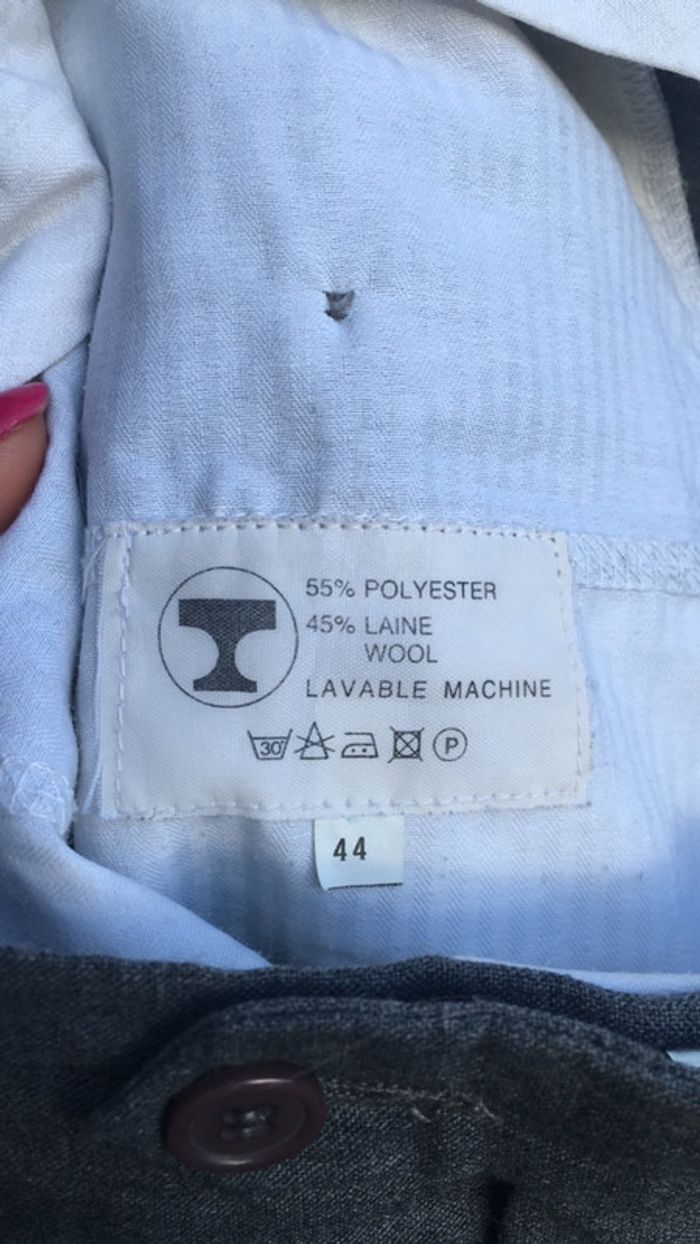 55% POLYESTER
45% LAINE
WOOL
LAVABLE MACHINE
30° P
44